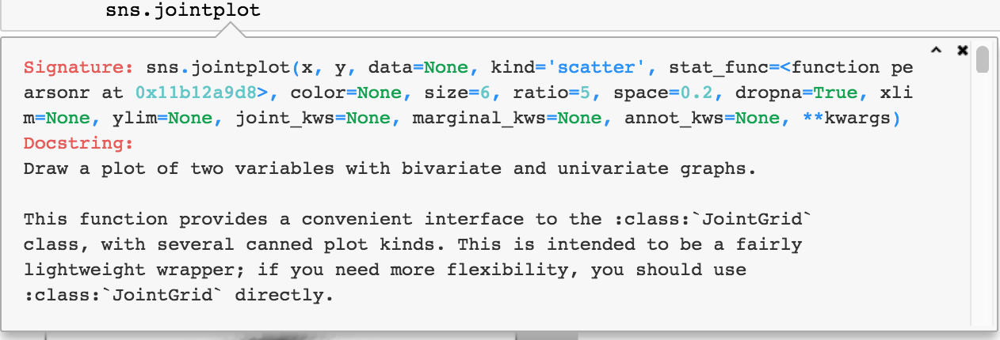 sns.jointplot
Signature: sns.jointplot(x, y, data=None, kind='scatter', stat_func=<function pe
arsonr at 0x11b12a9d8>, color=None, size=6, ratio=5, space=0.2, dropna=True, xli
m=None, ylim=None, joint_kws=None, marginal_kws=None, annot_kws=None, **kwargs)
Docstring:
Draw a plot of two variables with bivariate and univariate graphs.
This function provides a convenient interface to the :class:`JointGrid`
class, with several canned plot kinds. This is intended to be a fairly
lightweight wrapper; if you need more flexibility, you should use
:class:`JointGrid` directly.